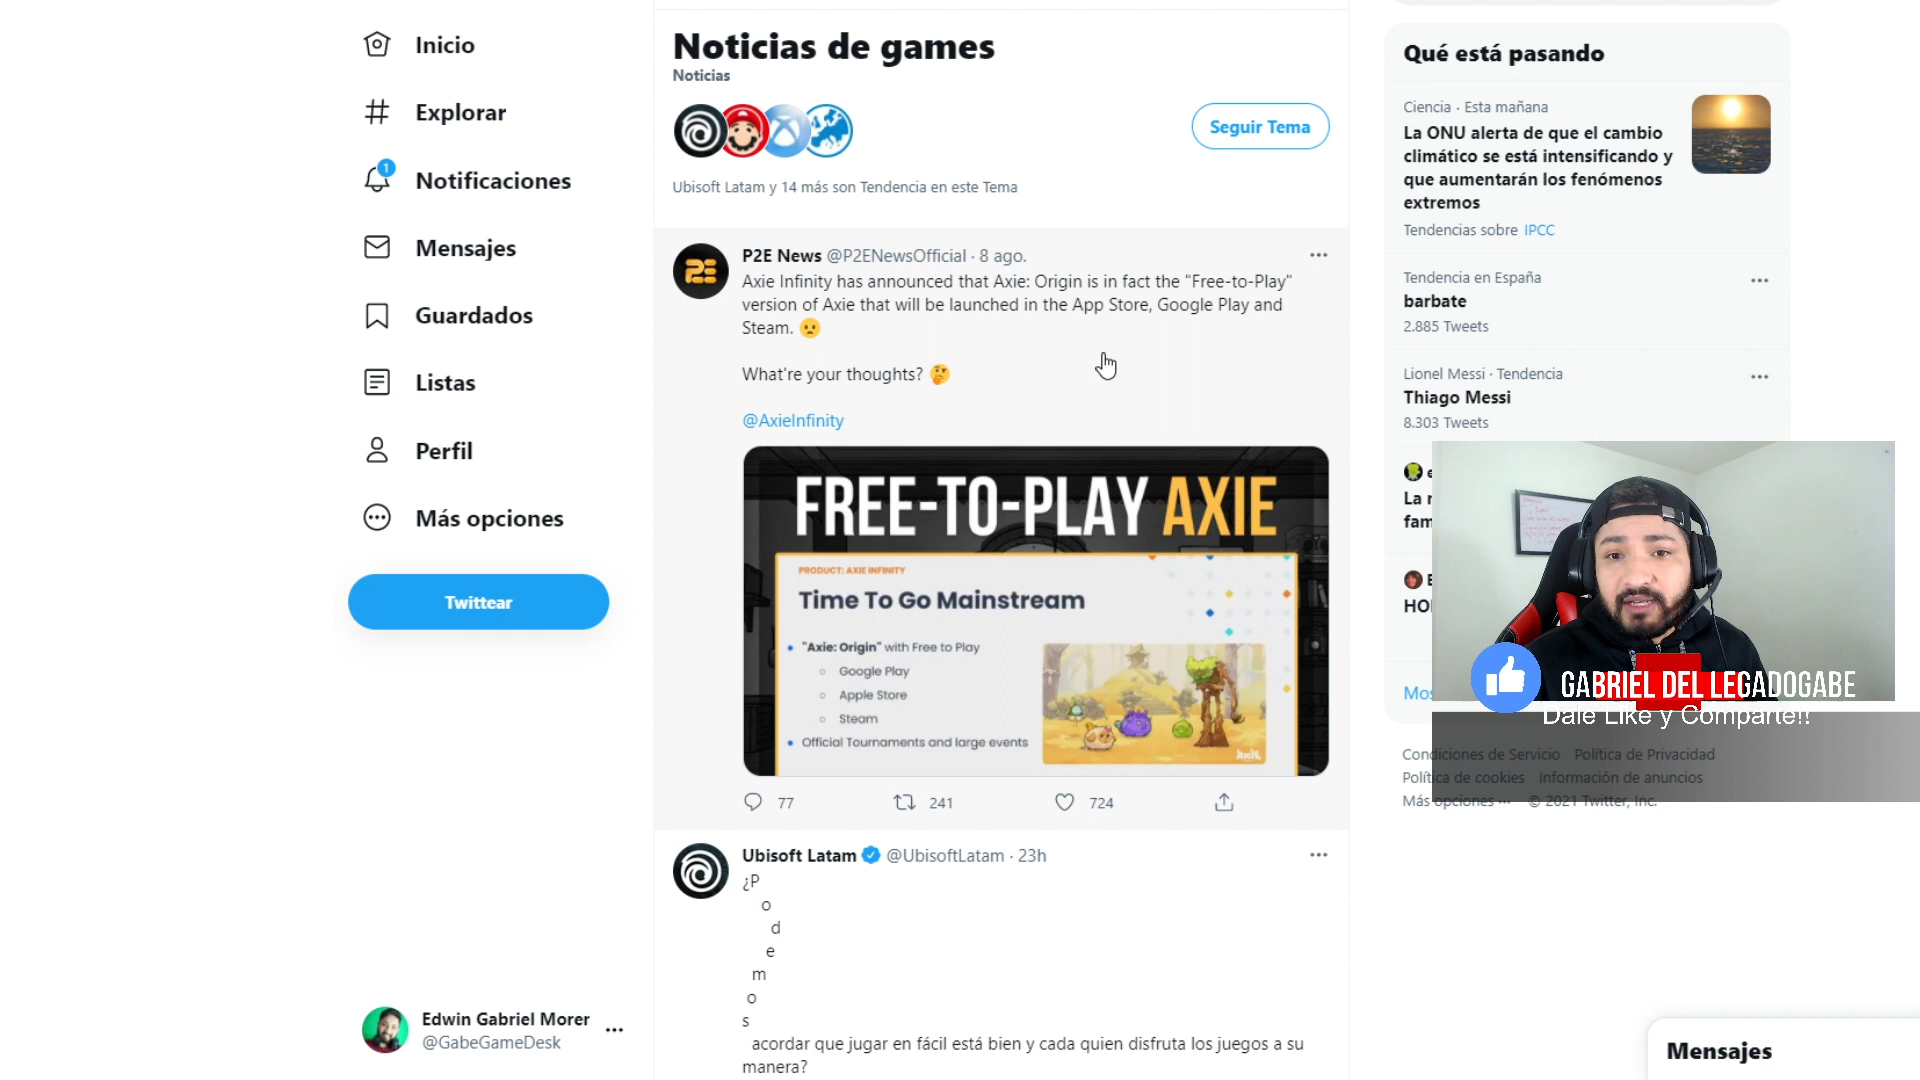 Inicio
Explorar
1
Notificaciones
Mensajes
Guardados
Listas
Perfil
Más opciones
Twittear
Edwin Gabriel Morer
@GabeGameDesk
Noticias de games
Noticias
Seguir Tema
Ubisoft Latam y 14 más son Tendencia en este Tema
P2E News @P2ENewsOfficial · 8 ago.
Axie Infinity has announced that Axie: Origin is in fact the "Free-to-Play"
version of Axie that will be launched in the App Store, Google Play and
Steam.
What're your thoughts?
@AxieInfinity
FREE-TO-PLAY AXIE
PRODUCT: AXIE INFINITY
Time To Go Mainstream
"Axie: Origin" with Free to Play
Google Play
Apple Store
Steam
Official Tournaments and large events
77
241
724
Ubisoft Latam @UbisoftLatam · 23h
¿P
o
d
e
m
o
s
acordar que jugar en fácil está bien y cada quien disfruta los juegos a su
manera?
Qué está pasando
Ciencia · Esta mañana
La ONU alerta de que el cambio
climático se está intensificando y
que aumentarán los fenómenos
extremos
Tendencias sobre IPCC
Tendencia en España
barbate
2.885 Tweets
Lionel Messi · Tendencia
Thiago Messi
8.303 Tweets
GABRIEL DEL LEGADOGABE
Dale Like y Comparte!!
Condiciones de Servicio Política de Privacidad
Política de cookies Información de anuncios
Más opciones ··· © 2021 Twitter, Inc.
Mensajes